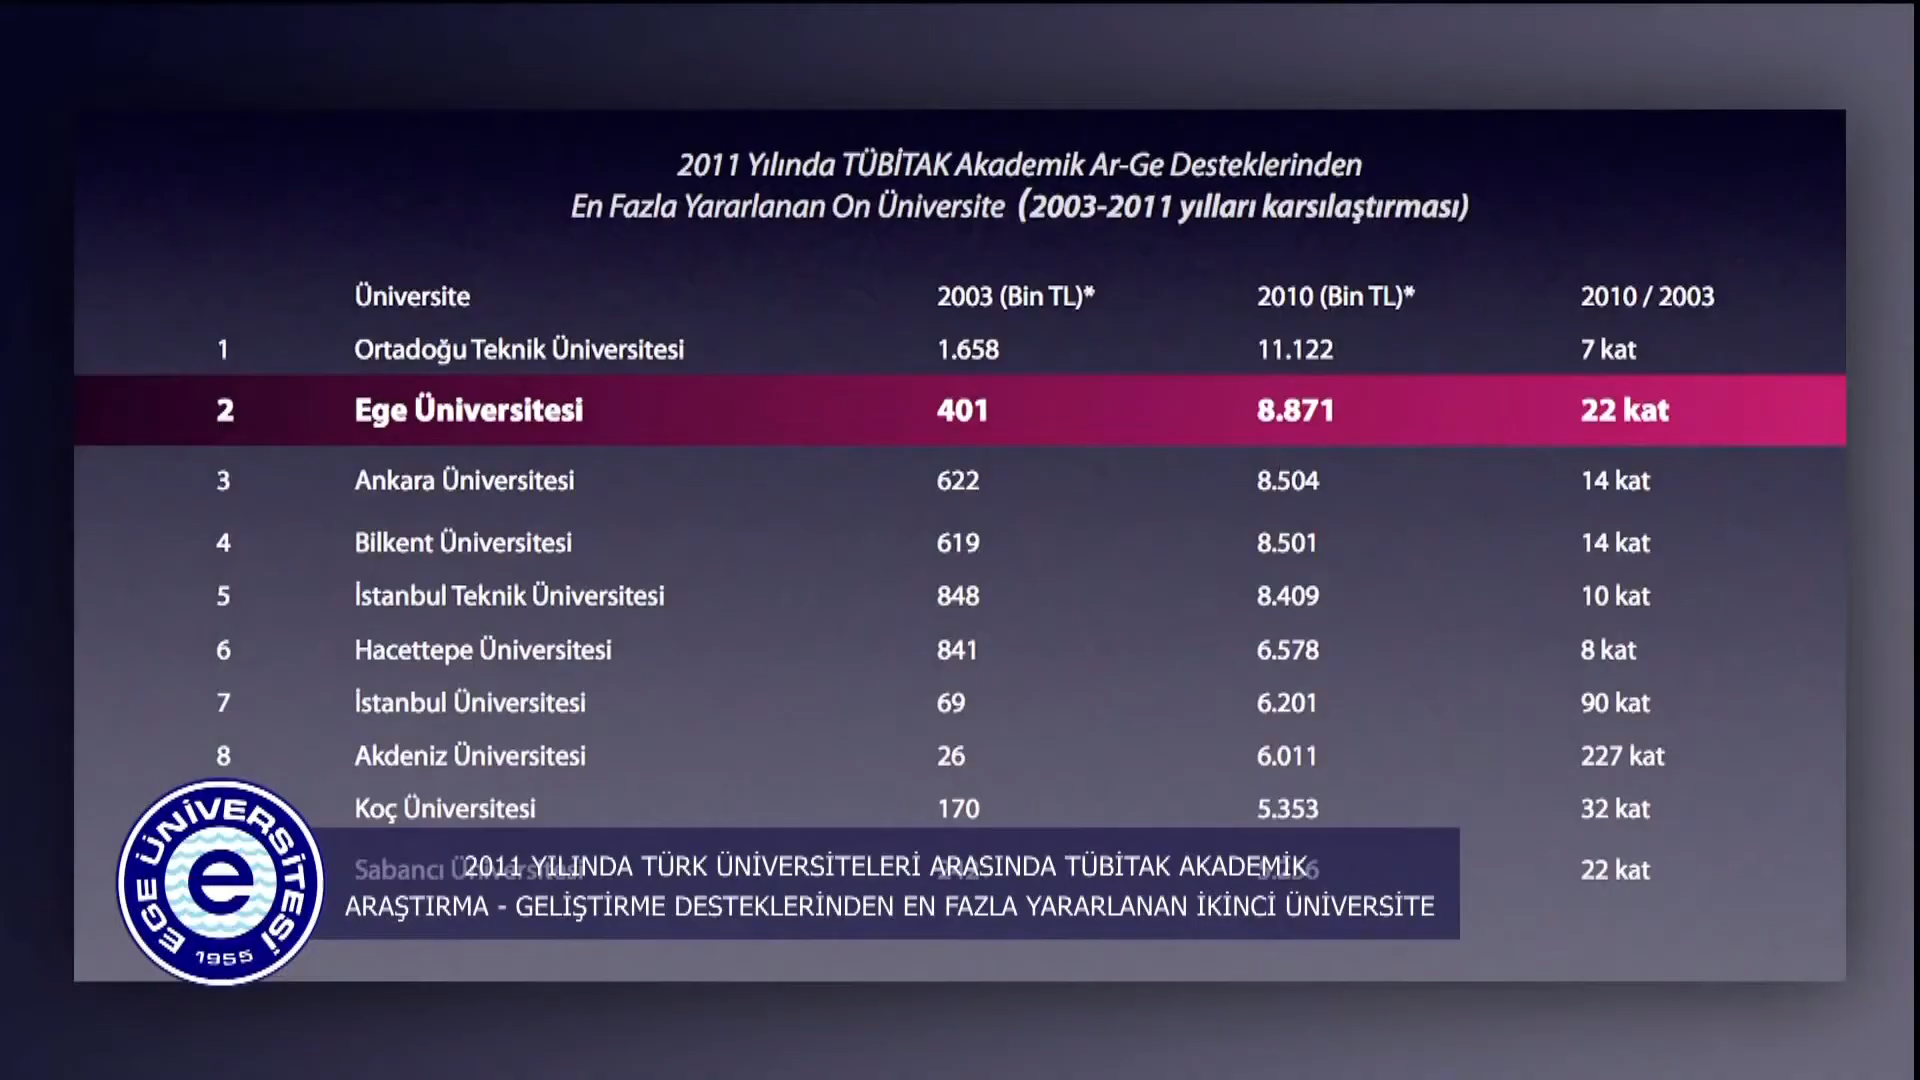 2011 Yılında TÜBİTAK Akademik Ar-Ge Desteklerinden
En Fazla Yararlanan On Üniversite (2003-2011 yılları karsılaştırması)
Üniversite 2003 (Bin TL)* 2010 (Bin TL)* 2010 / 2003
1 Ortadoğu Teknik Üniversitesi 1.658 11.122 7 kat
2 Ege Üniversitesi 401 8.871 22 kat
3 Ankara Üniversitesi 622 8.504 14 kat
4 Bilkent Üniversitesi 619 8.501 14 kat
5 İstanbul Teknik Üniversitesi 848 8.409 10 kat
6 Hacettepe Üniversitesi 841 6.578 8 kat
7 İstanbul Üniversitesi 69 6.201 90 kat
8 Akdeniz Üniversitesi 26 6.011 227 kat
Koç Üniversitesi 170 5.353 32 kat
Sabancı Üniversitesi 22 kat
2011 YILINDA TÜRK ÜNİVERSİTELERİ ARASINDA TÜBİTAK AKADEMİK
ARAŞTIRMA - GELİŞTİRME DESTEKLERİNDEN EN FAZLA YARARLANAN İKİNCİ ÜNİVERSİTE
EGE ÜNİVERSİTESİ
e
1955